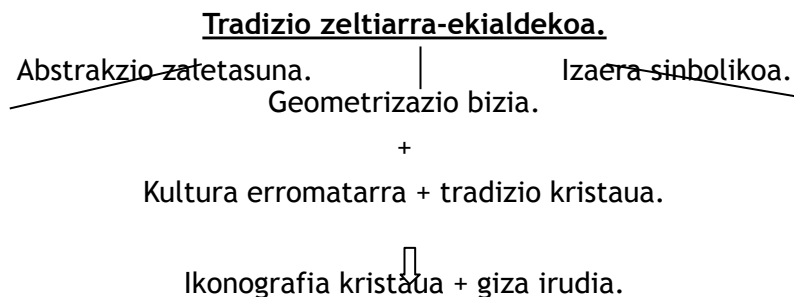 Tradizio zeltiarra-ekialdekoa.
Abstrakzio zaletasuna. Izaera sinbolikoa.
Geometrizazio bizia.
+
Kultura erromatarra + tradizio kristaua.
Ikonografia kristaua + giza irudia.